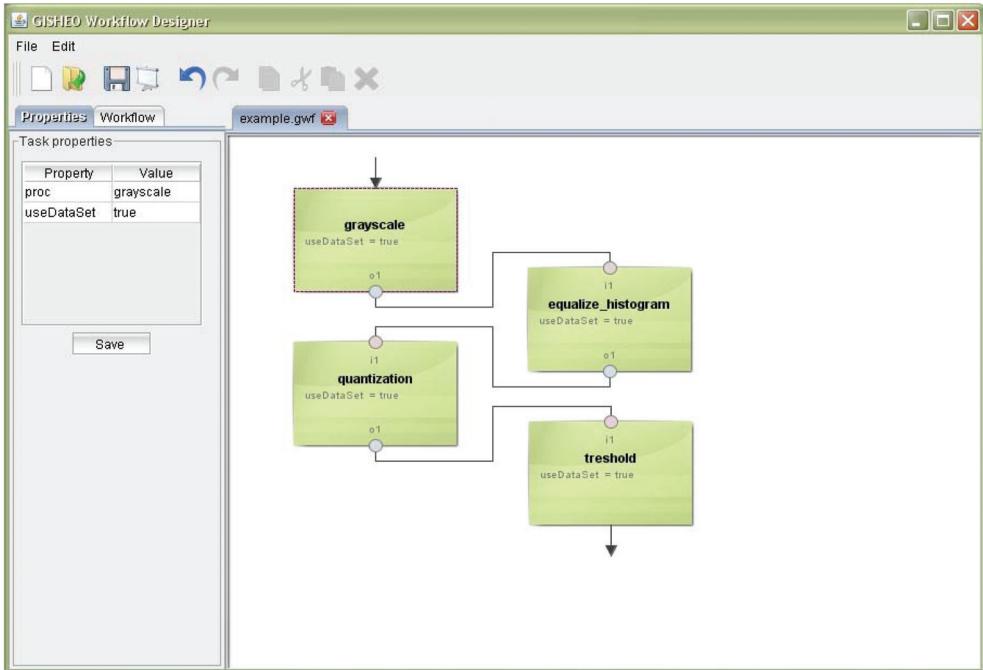 GISHEO Workflow Designer
File Edit
Properties Workflow
example.gwf
Task properties
Property Value
proc grayscale
useDataSet true
Save
grayscale
useDataSet = true
o1
i1
equalize_histogram
useDataSet = true
o1
i1
quantization
useDataSet = true
o1
i1
treshold
useDataSet = true